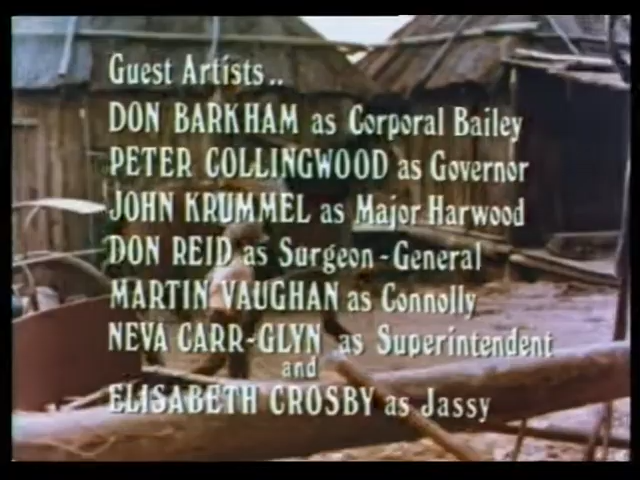 Guest Artists..
DON BARKHAM as Corporal Bailey
PETER COLLINGWOOD as Governor
JOHN KRUMMEL as Major Harwood
DON REID as Surgeon-General
MARTIN VAUGHAN as Connolly
NEVA CARR-GLYN as Superintendent
and
ELISABETH CROSBY as Jassy